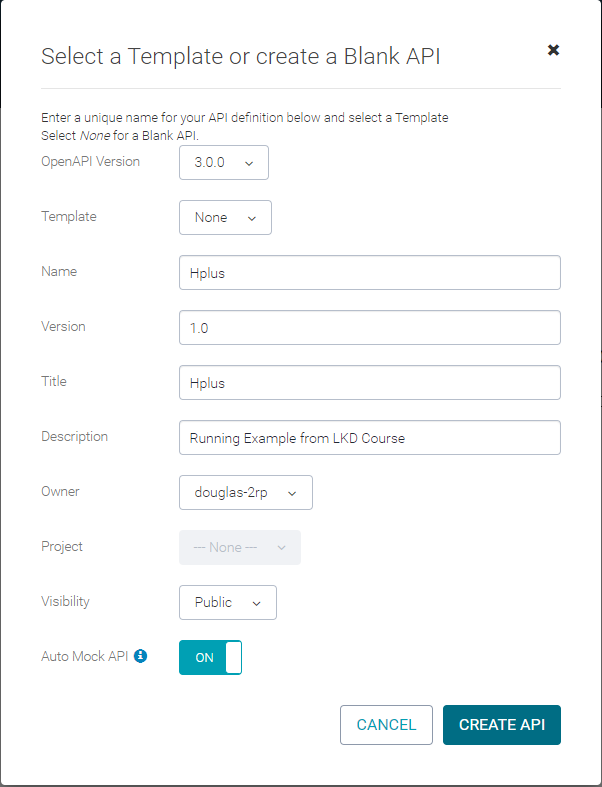 Select a Template or create a Blank API
Enter a unique name for your API definition below and select a Template
Select None for a Blank API.
OpenAPI Version 3.0.0
Template None
Name Hplus
Version 1.0
Title Hplus
Description Running Example from LKD Course
Owner douglas-2rp
Project --- None ---
Visibility Public
Auto Mock API ON
CANCEL CREATE API